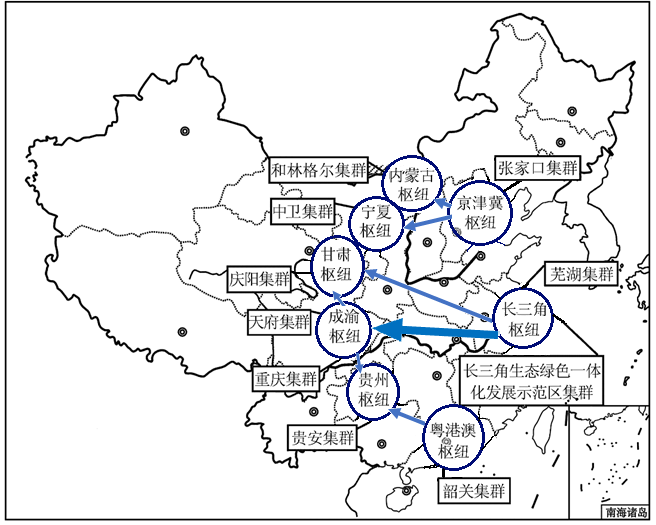 和林格尔集群
内蒙古
枢纽
张家口集群
中卫集群
宁夏
枢纽
京津冀
枢纽
甘肃
枢纽
庆阳集群
芜湖集群
天府集群
成渝
枢纽
长三角
枢纽
重庆集群
贵州
枢纽
长三角生态绿色一体
化发展示范区集群
贵安集群
粤港澳
枢纽
韶关集群
南海诸岛